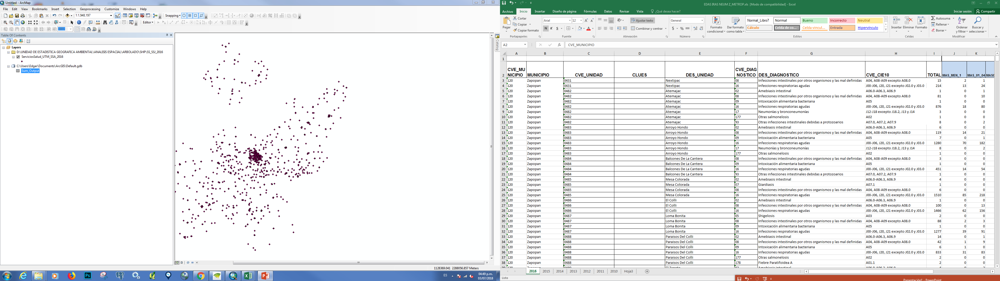 Untitled - ArcMap
File Edit View Bookmarks Insert Selection Geoprocessing Customize Windows Help
1:1,948,197
Snapping
Editor
100%
Table Of Contents
Layers
D:\UNIDAD DE ESTADISTICA GEOGRAFICA AMBIENTAL\ANALISIS ESPACIAL\ARBOLADO\SHP\SS_SSJ_2016
ServiciosSalud_UTM_SSA_2016
C:\Users\Edgar\Documents\ArcGIS\Default.gdb
Sum_Output
Catalog
1128369.041 2288056.857 Meters
ES
04:49 p.m.
03/07/2018
EDAS IRAS NEUM Z_METROP.xls [Modo de compatibilidad] - Excel
Archivo Inicio Insertar Diseño de página Fórmulas Datos Revisar Vista ¿Qué desea hacer? Iniciar sesión Compartir
Pegar
Cortar
Copiar
Copiar formato
Portapapeles
Arial 12
N K S
Fuente
Ajustar texto
Combinar y centrar
Alineación
General
$ % 000
Número
Formato condicional
Dar formato como tabla
Normal_Libro7 Normal Bueno Incorrecto Neutral
Cálculo Celda de co... Celda vincul... Entrada Hipervínculo
Estilos
Insertar Eliminar Formato
Celdas
Autosuma
Rellenar
Borrar
Ordenar y filtrar
Buscar y seleccionar
Modificar
A2 fx CVE_MUNICIPIO
A B C D E F G H I J K
1
2 CVE_MUNICIPIO MUNICIPIO CVE_UNIDAD CLUES DES_UNIDAD CVE_DIAGNOSTICO DES_DIAGNOSTICO CVE_CIE10 TOTAL MAS_MEN_1 MAS_01_04
3 120 Zapopan 0431 Nextipac 08 Infecciones intestinales por otros organismos y las mal definidas A04, A08-A09 excepto A08.0 15 2 1
4 120 Zapopan 0431 Nextipac 16 Infecciones respiratorias agudas J00-J06, J20, J21 excepto J02.0 y J03.0 214 13 24
5 120 Zapopan 0482 Atemajac 02 Amebiasis intestinal A06.0-A06.3, A06.9 1 0 1
6 120 Zapopan 0482 Atemajac 08 Infecciones intestinales por otros organismos y las mal definidas A04, A08-A09 excepto A08.0 81 0 10
7 120 Zapopan 0482 Atemajac 09 Intoxicación alimentaria bacteriana A05 1 0 0
8 120 Zapopan 0482 Atemajac 16 Infecciones respiratorias agudas J00-J06, J20, J21 excepto J02.0 y J03.0 876 18 80
9 120 Zapopan 0482 Atemajac 17 Neumonías y bronconeumonías J12-J18 excepto J18.2, J13 y J14 3 0 0
10 120 Zapopan 0482 Atemajac 177 Otras salmonelosis A02 1 0 0
11 120 Zapopan 0482 Atemajac 93 Otras infecciones intestinales debidas a protozoarios A07.0, A07.2, A07.9 8 0 2
12 120 Zapopan 0483 Arroyo Hondo 02 Amebiasis intestinal A06.0-A06.3, A06.9 6 0 0
13 120 Zapopan 0483 Arroyo Hondo 08 Infecciones intestinales por otros organismos y las mal definidas A04, A08-A09 excepto A08.0 119 14 21
14 120 Zapopan 0483 Arroyo Hondo 09 Intoxicación alimentaria bacteriana A05 7 0 1
15 120 Zapopan 0483 Arroyo Hondo 16 Infecciones respiratorias agudas J00-J06, J20, J21 excepto J02.0 y J03.0 1280 70 182
16 120 Zapopan 0483 Arroyo Hondo 17 Neumonías y bronconeumonías J12-J18 excepto J18.2, J13 y J14 8 0 2
17 120 Zapopan 0483 Arroyo Hondo 177 Otras salmonelosis A02 1 0 0
18 120 Zapopan 0484 Balcones De La Cantera 08 Infecciones intestinales por otros organismos y las mal definidas A04, A08-A09 excepto A08.0 3 0 0
19 120 Zapopan 0484 Balcones De La Cantera 09 Intoxicación alimentaria bacteriana A05 1 0 0
20 120 Zapopan 0484 Balcones De La Cantera 16 Infecciones respiratorias agudas J00-J06, J20, J21 excepto J02.0 y J03.0 451 14 54
21 120 Zapopan 0484 Balcones De La Cantera 93 Otras infecciones intestinales debidas a protozoarios A07.0, A07.2, A07.9 1 0 0
22 120 Zapopan 0485 Mesa Colorada 02 Amebiasis intestinal A06.0-A06.3, A06.9 4 0 0
23 120 Zapopan 0485 Mesa Colorada 07 Giardiasis A07.1 1 0 0
24 120 Zapopan 0485 Mesa Colorada 08 Infecciones intestinales por otros organismos y las mal definidas A04, A08-A09 excepto A08.0 6 0 0
25 120 Zapopan 0485 Mesa Colorada 16 Infecciones respiratorias agudas J00-J06, J20, J21 excepto J02.0 y J03.0 1510 85 218
26 120 Zapopan 0486 El Colli 02 Amebiasis intestinal A06.0-A06.3, A06.9 1 0 0
27 120 Zapopan 0486 El Colli 08 Infecciones intestinales por otros organismos y las mal definidas A04, A08-A09 excepto A08.0 100 0 13
28 120 Zapopan 0486 El Colli 16 Infecciones respiratorias agudas J00-J06, J20, J21 excepto J02.0 y J03.0 1466 62 156
29 120 Zapopan 0487 Loma Bonita 05 Shigelosis A03 2 0 0
30 120 Zapopan 0487 Loma Bonita 08 Infecciones intestinales por otros organismos y las mal definidas A04, A08-A09 excepto A08.0 88 2 3
31 120 Zapopan 0487 Loma Bonita 09 Intoxicación alimentaria bacteriana A05 1 0 0
32 120 Zapopan 0487 Loma Bonita 16 Infecciones respiratorias agudas J00-J06, J20, J21 excepto J02.0 y J03.0 1277 39 91
33 120 Zapopan 0488 Paraisos Del Colli 02 Amebiasis intestinal A06.0-A06.3, A06.9 14 0 1
34 120 Zapopan 0488 Paraisos Del Colli 08 Infecciones intestinales por otros organismos y las mal definidas A04, A08-A09 excepto A08.0 42 1 9
35 120 Zapopan 0488 Paraisos Del Colli 09 Intoxicación alimentaria bacteriana A05 6 1 0
36 120 Zapopan 0488 Paraisos Del Colli 16 Infecciones respiratorias agudas J00-J06, J20, J21 excepto J02.0 y J03.0 833 31 83
37 120 Zapopan 0488 Paraisos Del Colli 177 Otras salmonelosis A02 2 0 0
38 120 Zapopan 0488 Paraisos Del Colli 178 Fiebre Paratifoidea A A01.1 2 0 0
2016 2015 2014 2013 2012 2011 2010 Hoja3
Listo
Presentación1 - PowerPoint